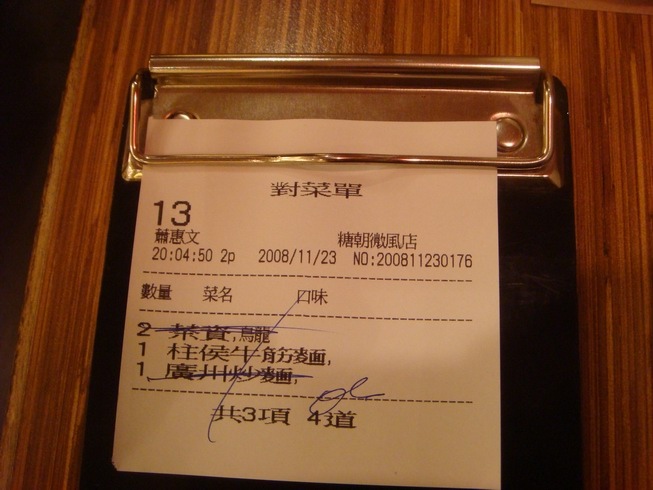 對菜單
13
蕭惠文 糖朝微風店
20:04:50 2p 2008/11/23 NO:200811230176
數量 菜名 口味
2 茶資,烏龍
1 柱侯牛筋麵,
1 廣州炒麵,
共3項 4道